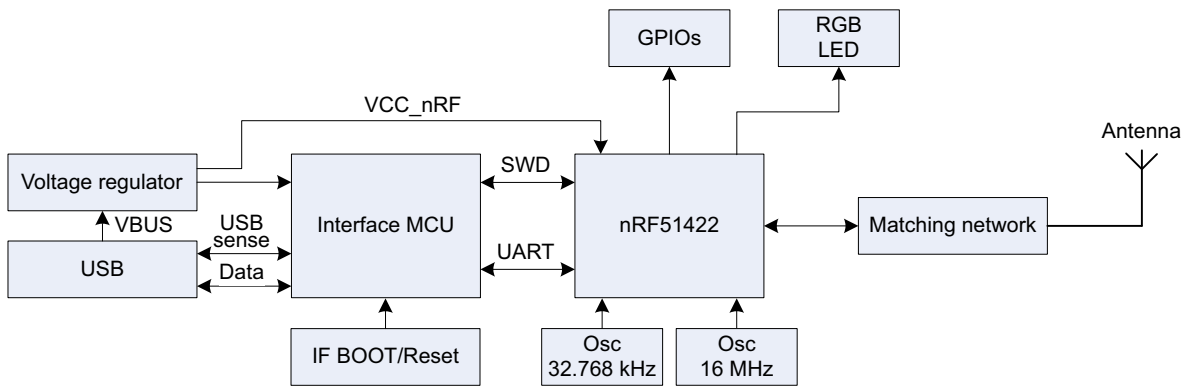 GPIOs
RGB
LED
VCC_nRF
Antenna
Voltage regulator
SWD
Interface MCU
nRF51422
Matching network
VBUS
USB
sense
USB
Data
UART
IF BOOT/Reset
Osc
32.768 kHz
Osc
16 MHz